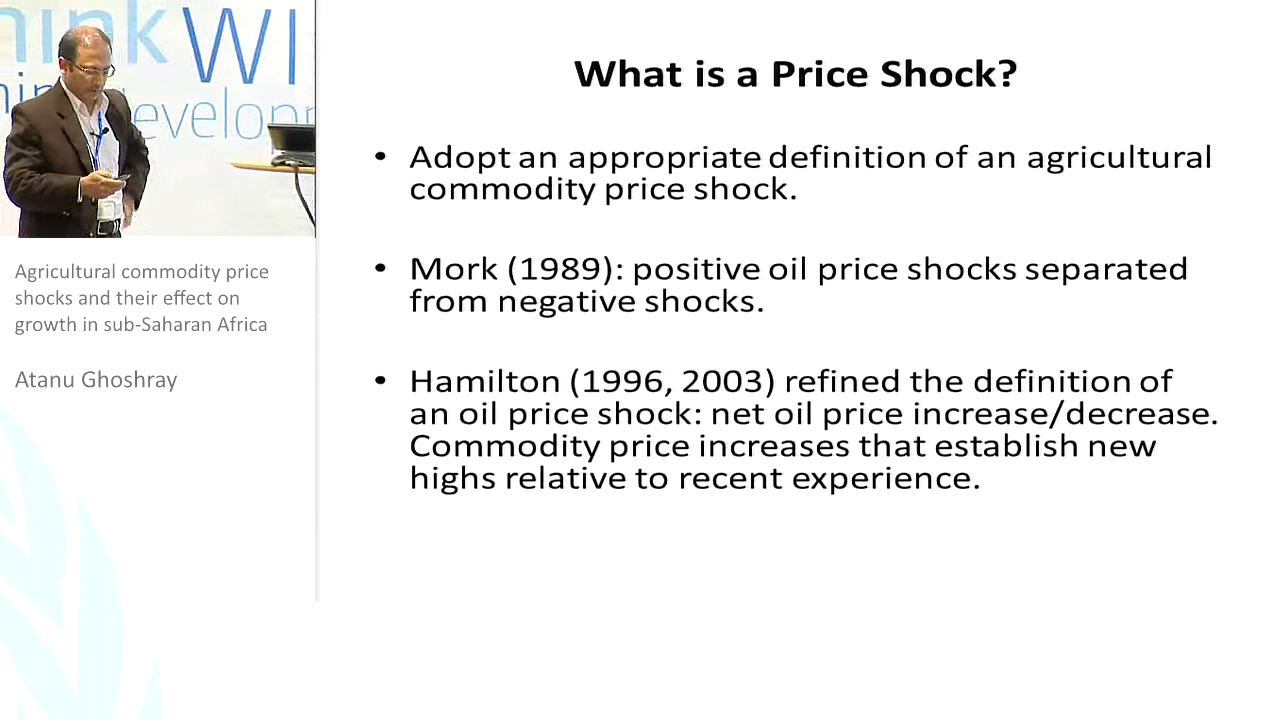 What is a Price Shock?
• Adopt an appropriate definition of an agricultural
commodity price shock.
• Mork (1989): positive oil price shocks separated
from negative shocks.
• Hamilton (1996, 2003) refined the definition of
an oil price shock: net oil price increase/decrease.
Commodity price increases that establish new
highs relative to recent experience.
Agricultural commodity price
shocks and their effect on
growth in sub-Saharan Africa
Atanu Ghoshray